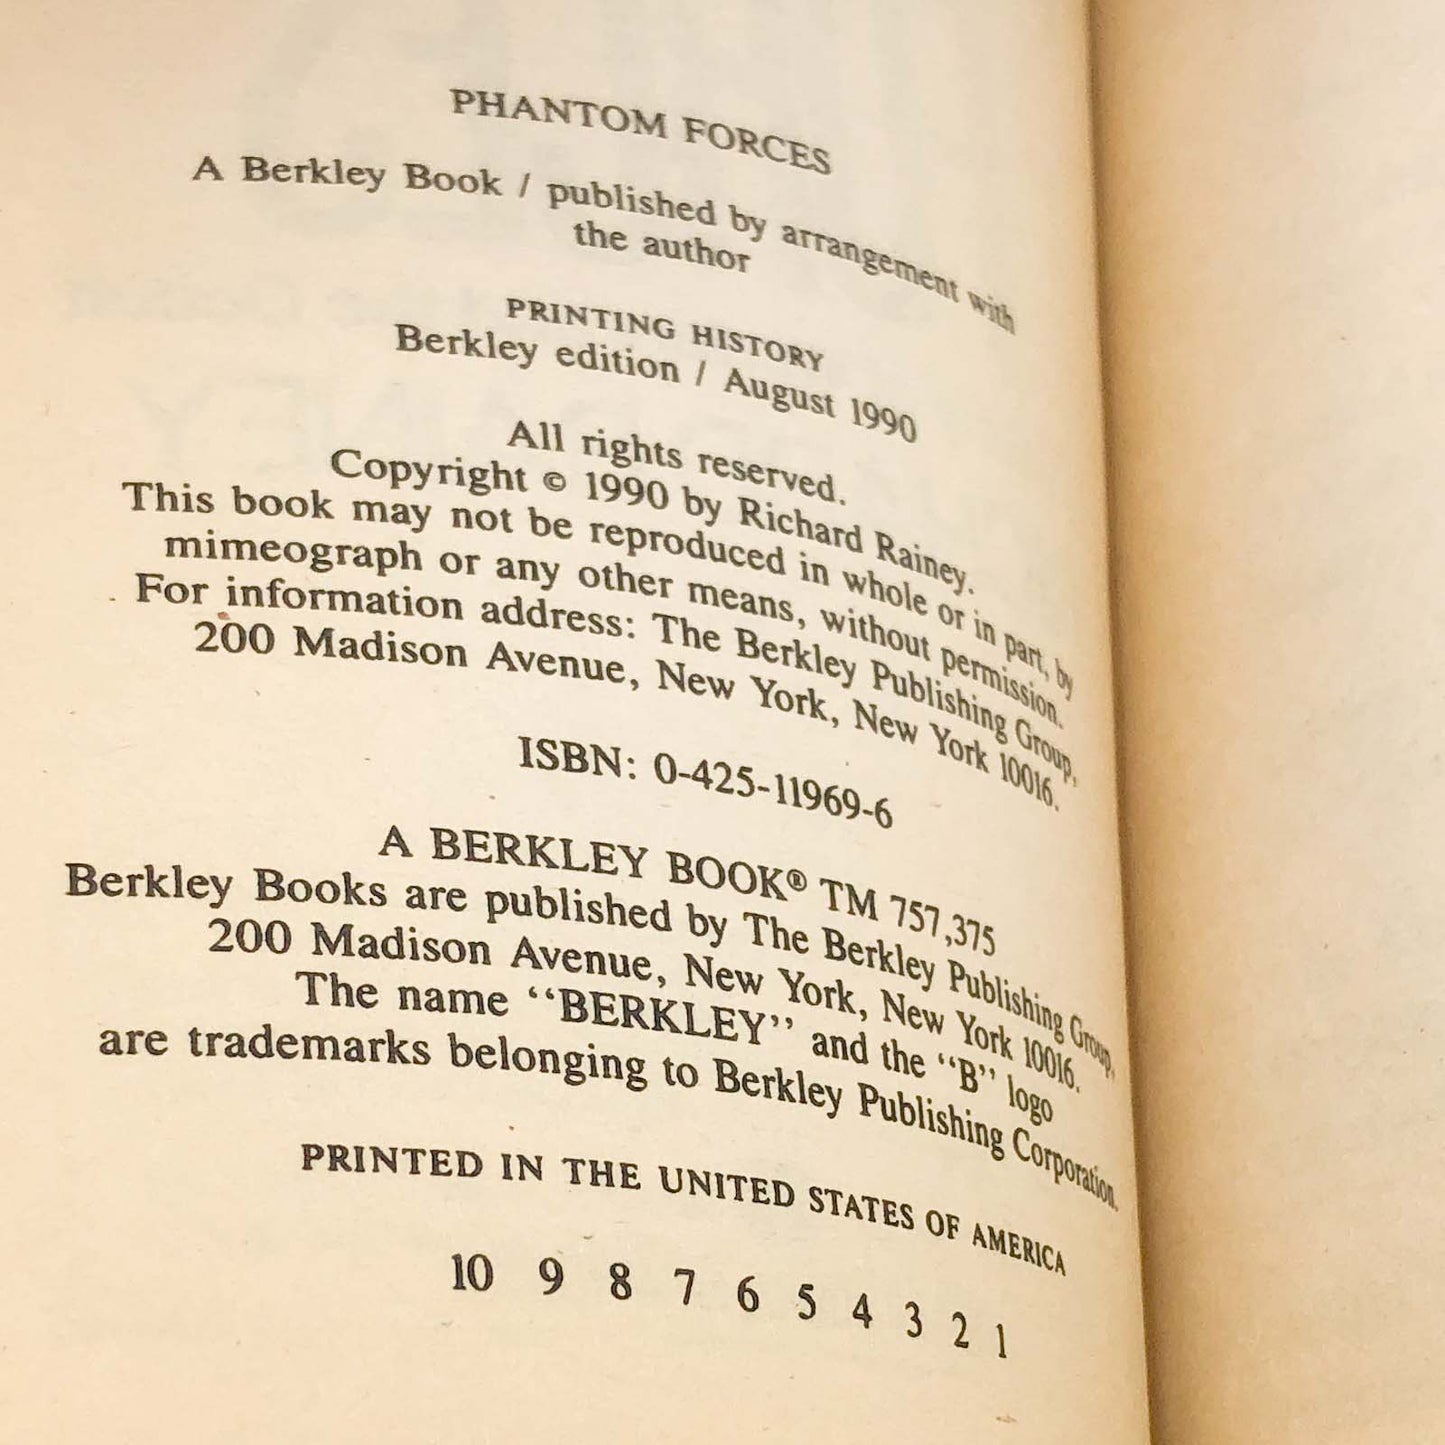 PHANTOM FORCES
A Berkley Book / published by arrangement with
the author
PRINTING HISTORY
Berkley edition / August 1990
All rights reserved.
Copyright © 1990 by Richard Rainey.
This book may not be reproduced in whole or in part, by
mimeograph or any other means, without permission.
For information address: The Berkley Publishing Group,
200 Madison Avenue, New York, New York 10016.
ISBN: 0-425-11969-6
A BERKLEY BOOK® TM 757,375
Berkley Books are published by The Berkley Publishing Group,
200 Madison Avenue, New York, New York 10016.
The name “BERKLEY” and the “B” logo
are trademarks belonging to Berkley Publishing Corporation.
PRINTED IN THE UNITED STATES OF AMERICA
10 9 8 7 6 5 4 3 2 1